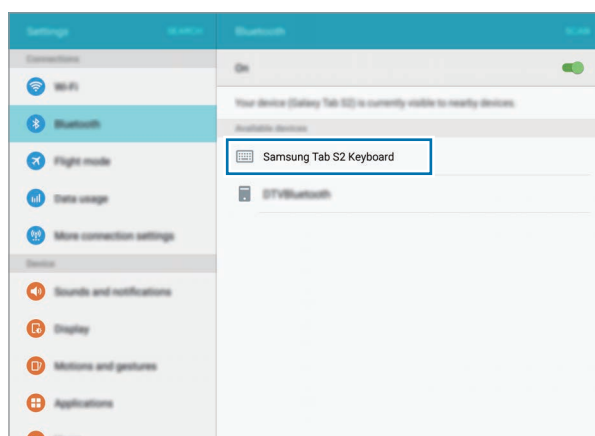 Settings
SEARCH
Bluetooth
SCAN
Connections
Wi-Fi
Bluetooth
Flight mode
Data usage
More connection settings
Device
Sounds and notifications
Display
Motions and gestures
Applications
On
Your device (Galaxy Tab S2) is currently visible to nearby devices.
Available devices
Samsung Tab S2 Keyboard
DTVBluetooth